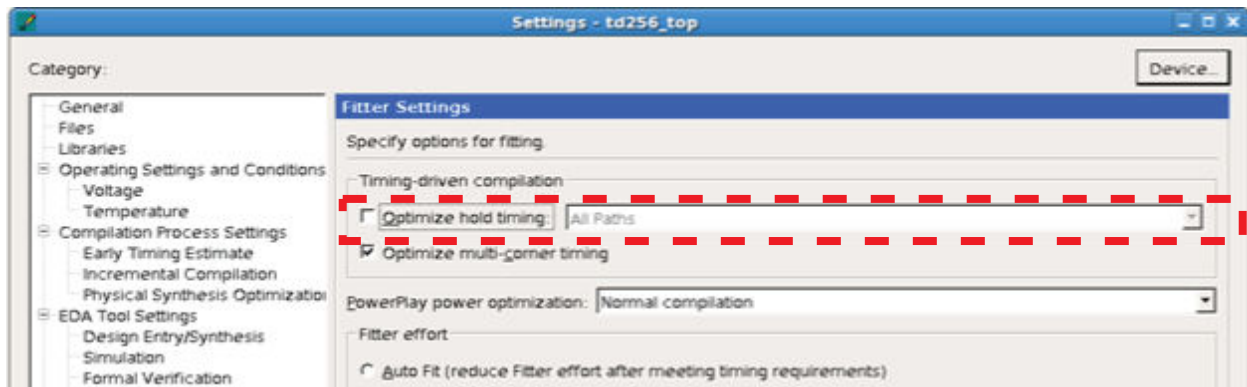 Settings - td256_top
Category:
Device...
General
Files
Libraries
Operating Settings and Conditions
Voltage
Temperature
Compilation Process Settings
Early Timing Estimate
Incremental Compilation
Physical Synthesis Optimization
EDA Tool Settings
Design Entry/Synthesis
Simulation
Formal Verification
Fitter Settings
Specify options for fitting.
Timing-driven compilation
Optimize hold timing: All Paths
Optimize multi-corner timing
PowerPlay power optimization: Normal compilation
Fitter effort
Auto Fit (reduce Fitter effort after meeting timing requirements)